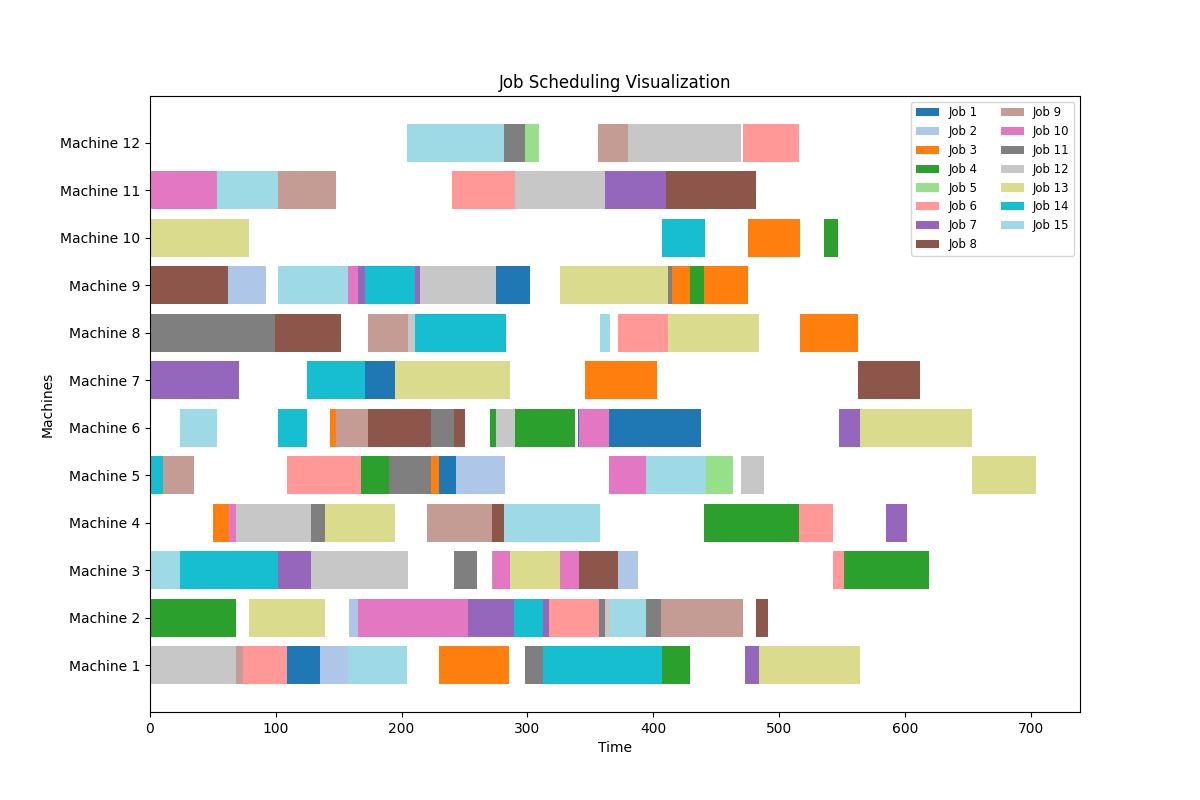 Job Scheduling Visualization
Machine 12
Machine 11
Machine 10
Machine 9
Machine 8
Machine 7
Machine 6
Machine 5
Machine 4
Machine 3
Machine 2
Machine 1
Machines
0 100 200 300 400 500 600 700
Time
Job 1
Job 2
Job 3
Job 4
Job 5
Job 6
Job 7
Job 8
Job 9
Job 10
Job 11
Job 12
Job 13
Job 14
Job 15